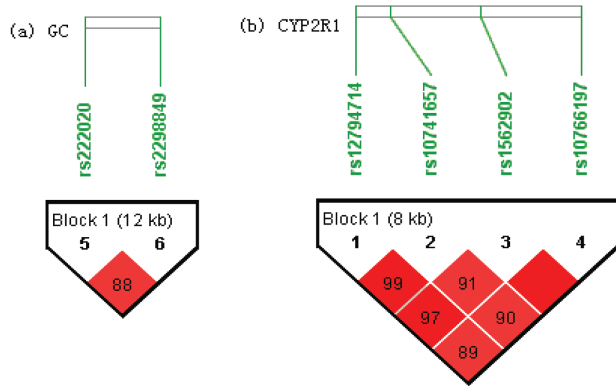 (a) GC
rs222020
rs2298849
Block 1 (12 kb)
5 6
88
(b) CYP2R1
rs12794714
rs10741657
rs1562902
rs10766197
Block 1 (8 kb)
1 2 3 4
99 91
97 90
89